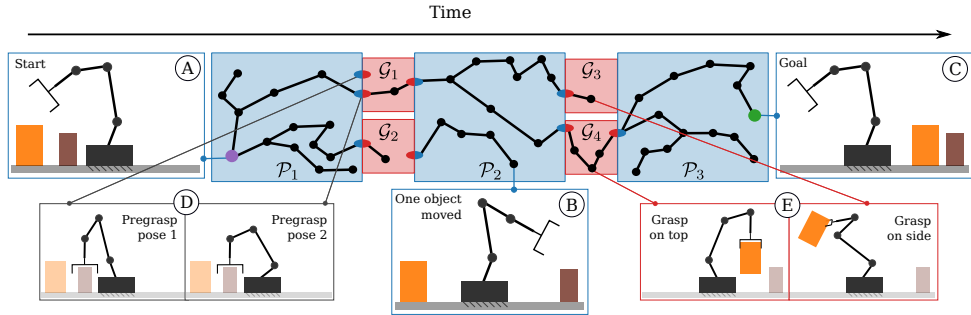 Time
Start
A
𝒢₁
𝒢₃
Goal
C
𝒢₂
𝒢₄
𝒫₁
𝒫₂
𝒫₃
D
Pregrasp
pose 1
Pregrasp
pose 2
One object
moved
B
Grasp
on top
E
Grasp
on side